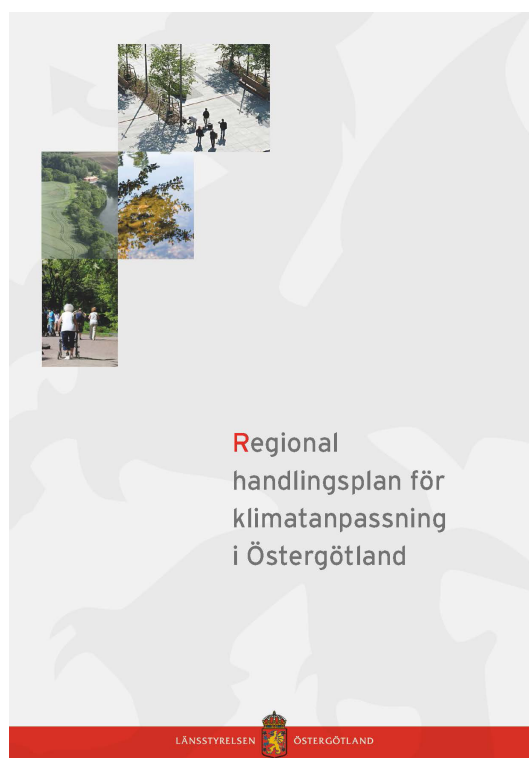 Regional
handlingsplan för
klimatanpassning
i Östergötland
LÄNSSTYRELSEN ÖSTERGÖTLAND